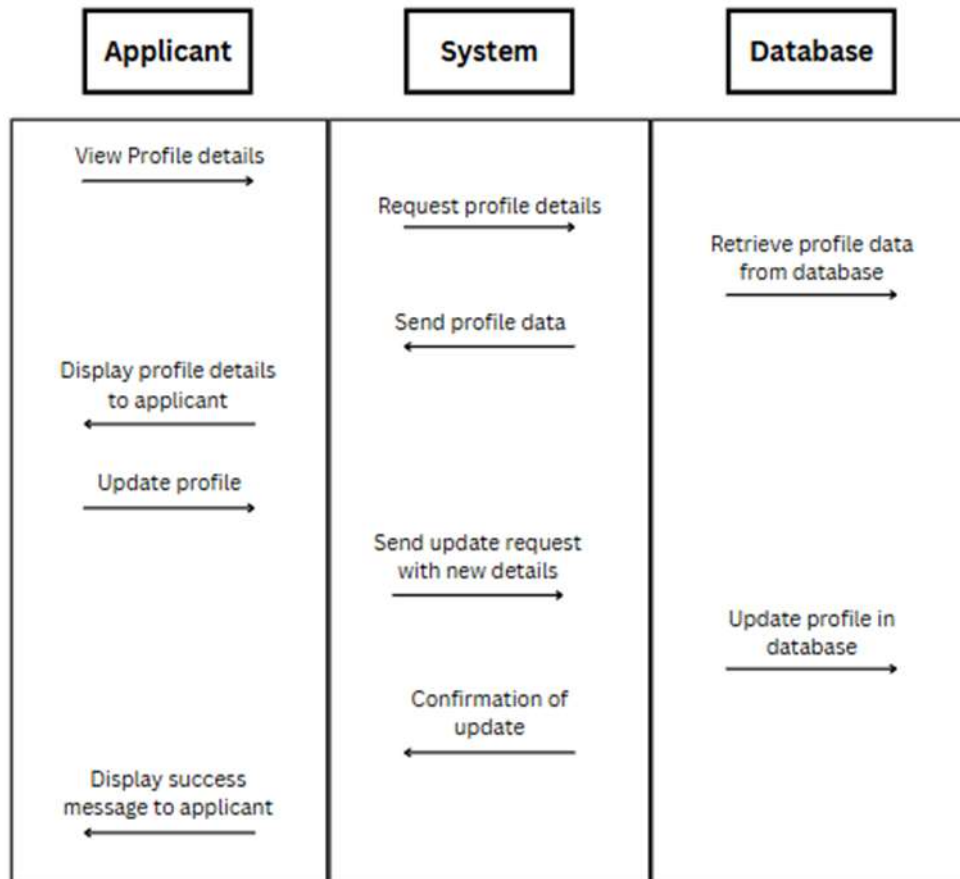 Applicant
System
Database
View Profile details
Request profile details
Retrieve profile data
from database
Send profile data
Display profile details
to applicant
Update profile
Send update request
with new details
Update profile in
database
Confirmation of
update
Display success
message to applicant